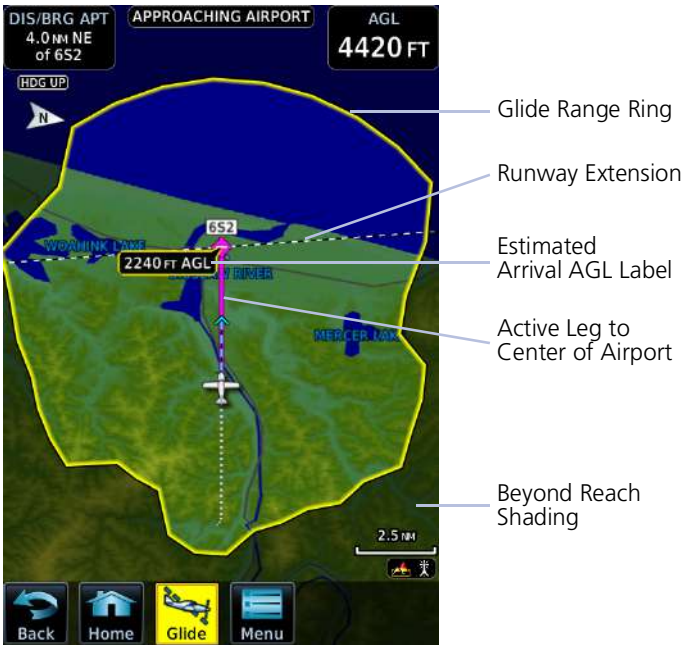 DIS/BRG APT
4.0 NM NE
of 6S2
APPROACHING AIRPORT
AGL
4420 FT
HDG UP
N
Glide Range Ring
Runway Extension
6S2
WOAHINK LAKE
2240 FT AGL
RIVER
Estimated
Arrival AGL Label
Active Leg to
Center of Airport
MERCER LAK
Beyond Reach
Shading
2.5 NM
Back
Home
Glide
Menu